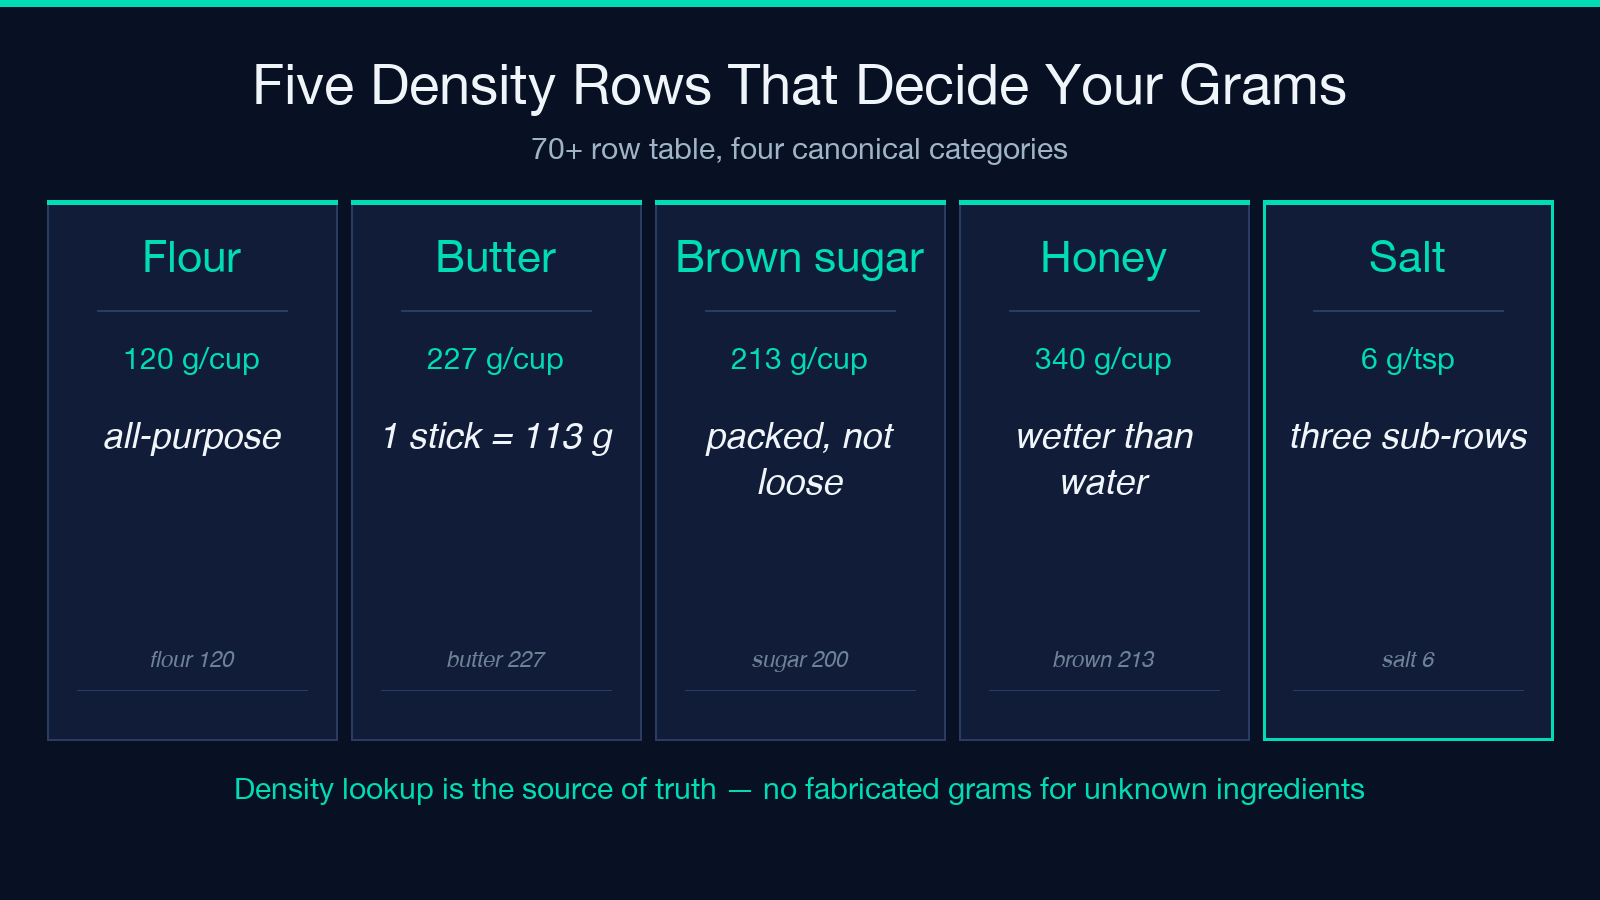 Five Density Rows That Decide Your Grams
70+ row table, four canonical categories
Flour
120 g/cup
all-purpose
flour 120
Butter
227 g/cup
1 stick = 113 g
butter 227
Brown sugar
213 g/cup
packed, not
loose
sugar 200
Honey
340 g/cup
wetter than
water
brown 213
Salt
6 g/tsp
three sub-rows
salt 6
Density lookup is the source of truth — no fabricated grams for unknown ingredients